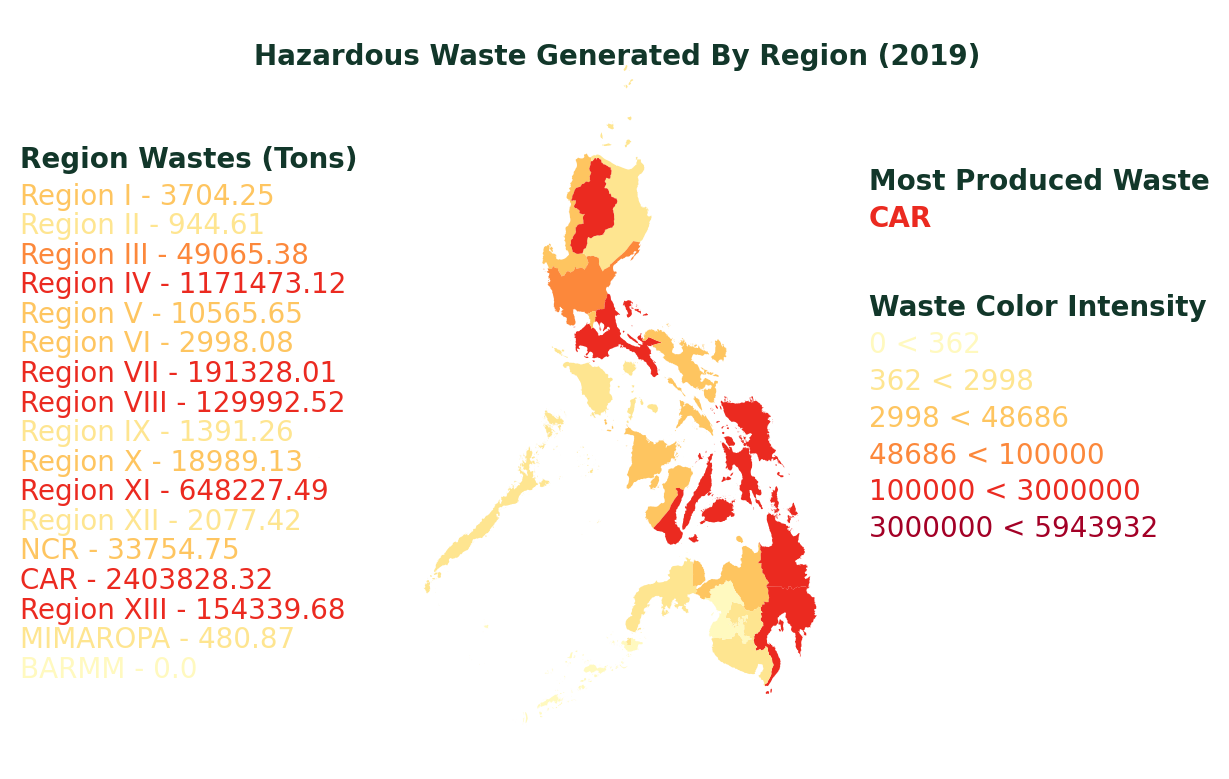 Hazardous Waste Generated By Region (2019)
Region Wastes (Tons)
Region I - 3704.25
Region II - 944.61
Region III - 49065.38
Region IV - 1171473.12
Region V - 10565.65
Region VI - 2998.08
Region VII - 191328.01
Region VIII - 129992.52
Region IX - 1391.26
Region X - 18989.13
Region XI - 648227.49
Region XII - 2077.42
NCR - 33754.75
CAR - 2403828.32
Region XIII - 154339.68
MIMAROPA - 480.87
BARMM - 0.0
Most Produced Waste
CAR
Waste Color Intensity
0 < 362
362 < 2998
2998 < 48686
48686 < 100000
100000 < 3000000
3000000 < 5943932